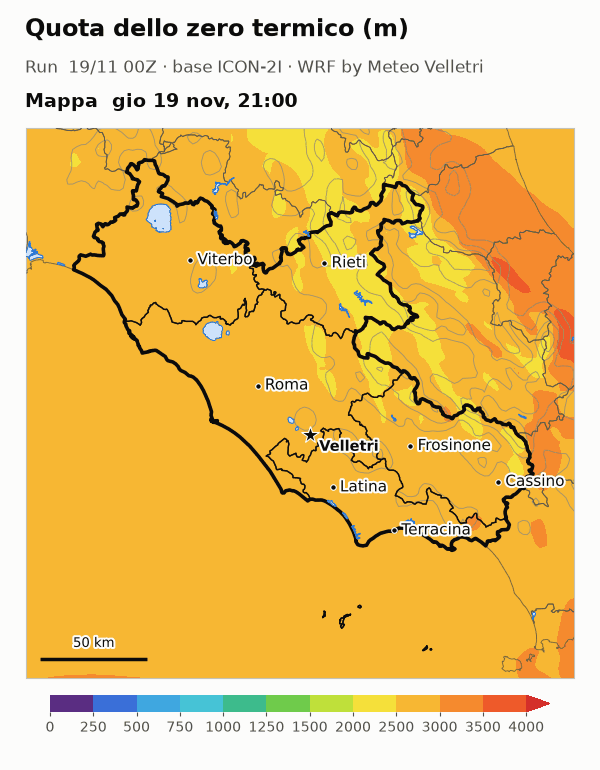 Quota dello zero termico (m)
Run  19/11 00Z · base ICON-2I · WRF by Meteo Velletri
Mappa  gio 19 nov, 21:00
Viterbo
Rieti
Roma
Velletri
Frosinone
Cassino
Latina
Terracina
50 km
0 250 500 750 1000 1250 1500 2000 2500 3000 3500 4000